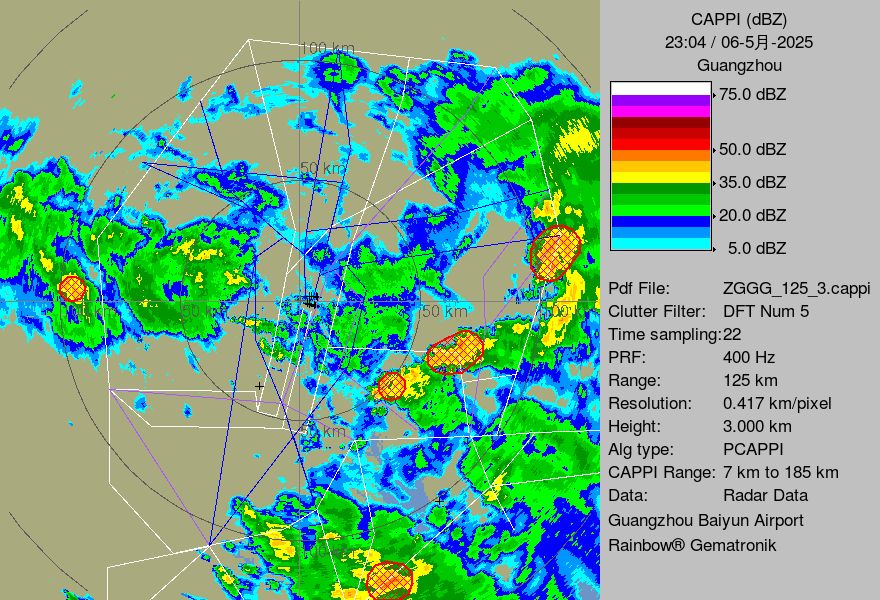 CAPPI (dBZ)
23:04 / 06-5月-2025
Guangzhou
75.0 dBZ
50.0 dBZ
35.0 dBZ
20.0 dBZ
5.0 dBZ
Pdf File: ZGGG_125_3.cappi
Clutter Filter: DFT Num 5
Time sampling:22
PRF: 400 Hz
Range: 125 km
Resolution: 0.417 km/pixel
Height: 3.000 km
Alg type: PCAPPI
CAPPI Range: 7 km to 185 km
Data: Radar Data
Guangzhou Baiyun Airport
Rainbow® Gematronik
100 km
50 km
100 km
50 km
50 km
100 km
50 km